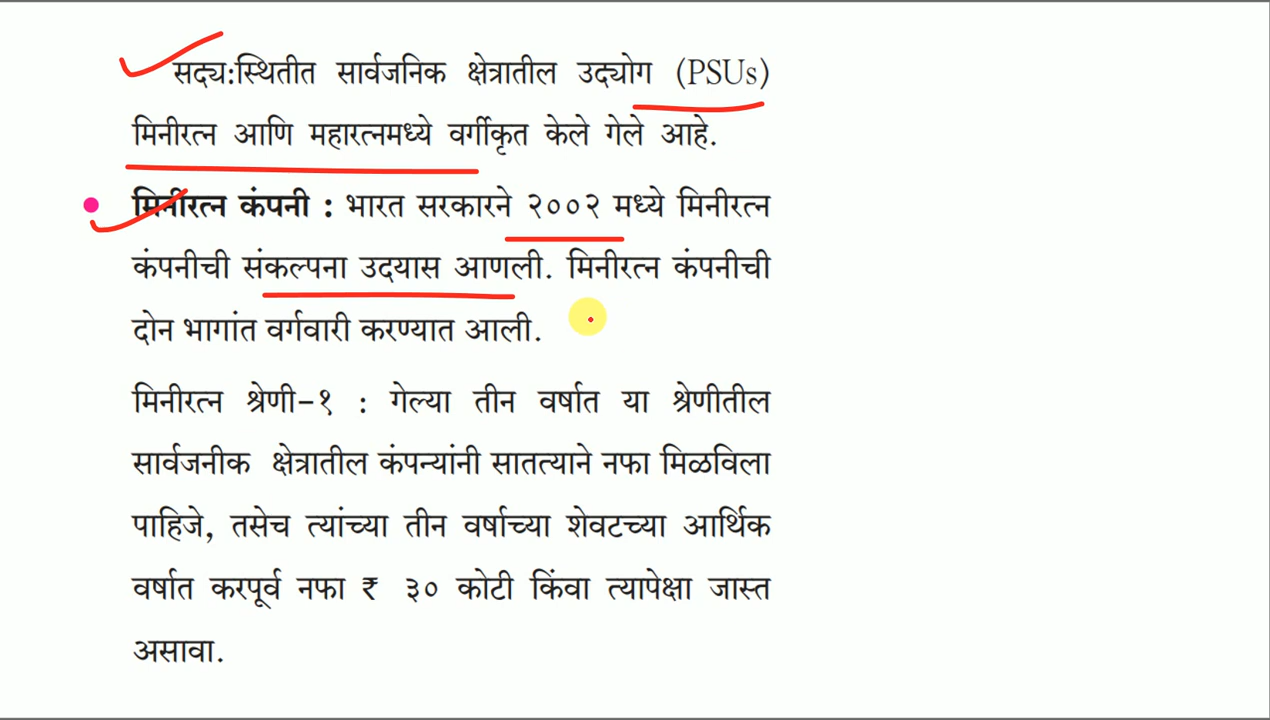 सद्य:स्थितीत सार्वजनिक क्षेत्रातील उद्योग (PSUs)
मिनीरत्न आणि महारत्नमध्ये वर्गीकृत केले गेले आहे.
मिनीरत्न कंपनी : भारत सरकारने २००२ मध्ये मिनीरत्न
कंपनीची संकल्पना उदयास आणली. मिनीरत्न कंपनीची
दोन भागांत वर्गवारी करण्यात आली.
मिनीरत्न श्रेणी-१ : गेल्या तीन वर्षात या श्रेणीतील
सार्वजनीक क्षेत्रातील कंपन्यांनी सातत्याने नफा मिळविला
पाहिजे, तसेच त्यांच्या तीन वर्षाच्या शेवटच्या आर्थिक
वर्षात करपूर्व नफा ₹ ३० कोटी किंवा त्यापेक्षा जास्त
असावा.